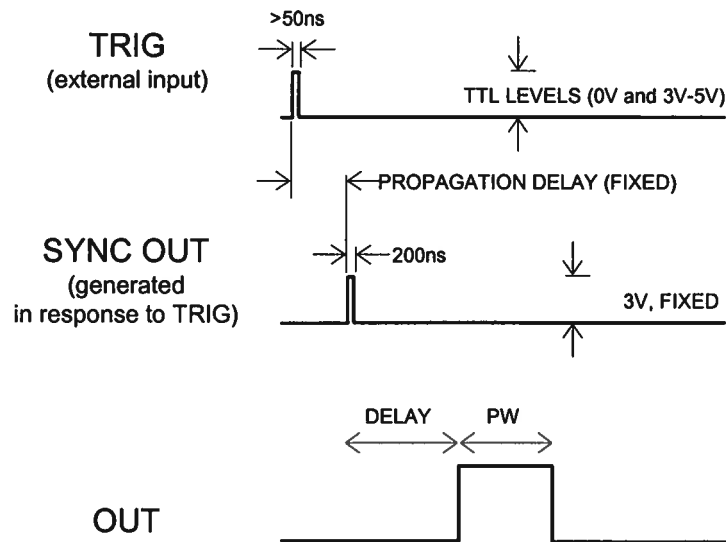 >50ns
TRIG
(external input)
TTL LEVELS (0V and 3V-5V)
PROPAGATION DELAY (FIXED)
SYNC OUT
(generated
in response to TRIG)
200ns
3V, FIXED
DELAY
PW
OUT